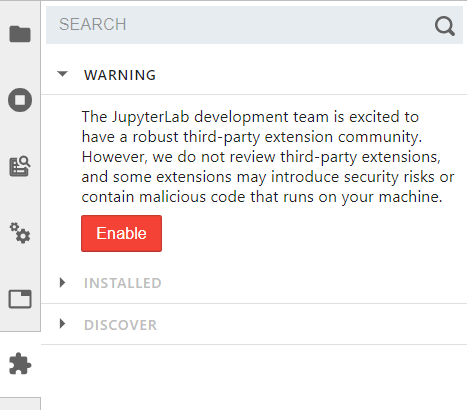 SEARCH
WARNING
The JupyterLab development team is excited to
have a robust third-party extension community.
However, we do not review third-party extensions,
and some extensions may introduce security risks or
contain malicious code that runs on your machine.
Enable
INSTALLED
DISCOVER